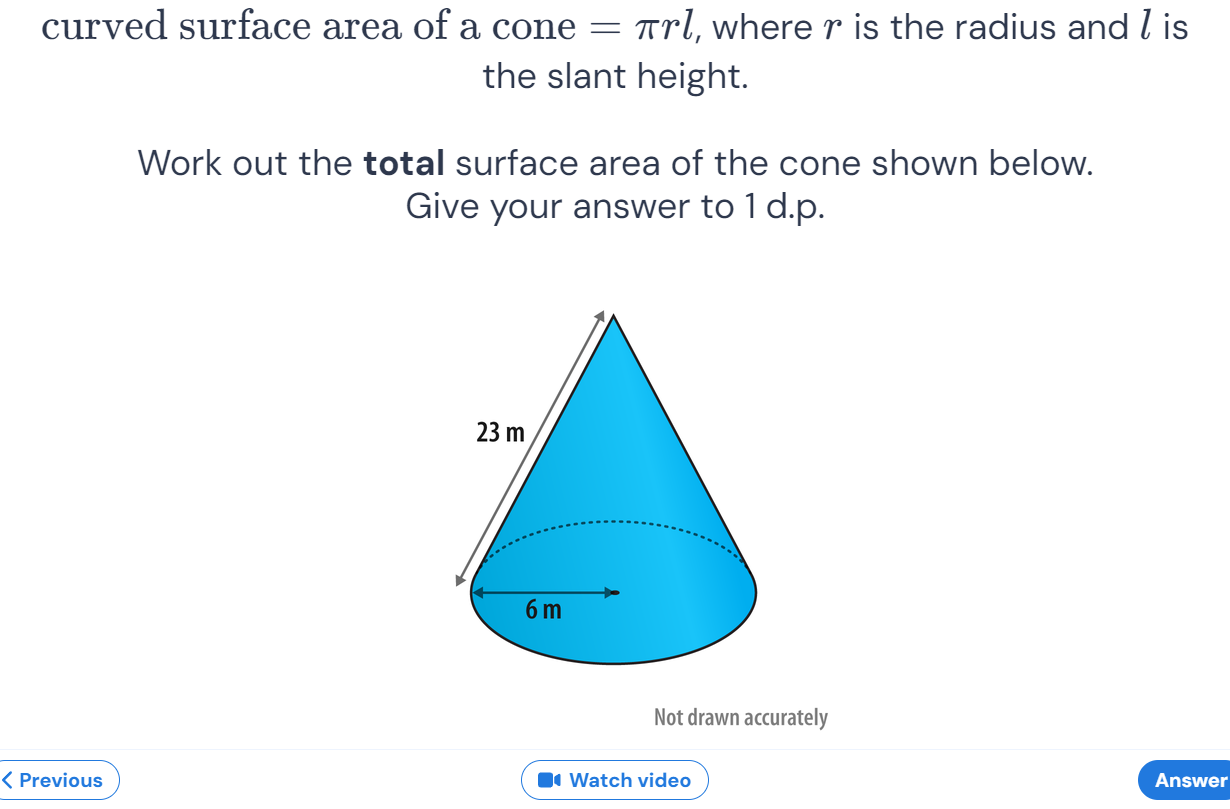 curved surface area of a cone = πrl, where r is the radius and l is
the slant height.
Work out the total surface area of the cone shown below.
Give your answer to 1 d.p.
23 m
6 m
Not drawn accurately
Previous
Watch video
Answer